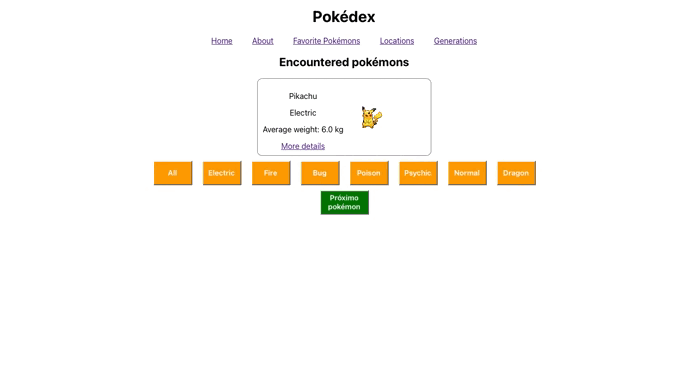 Pokédex
Home About Favorite Pokémons Locations Generations
Encountered pokémons
Pikachu
Electric
Average weight: 6.0 kg
More details
All Electric Fire Bug Poison Psychic Normal Dragon
Próximo
pokémon